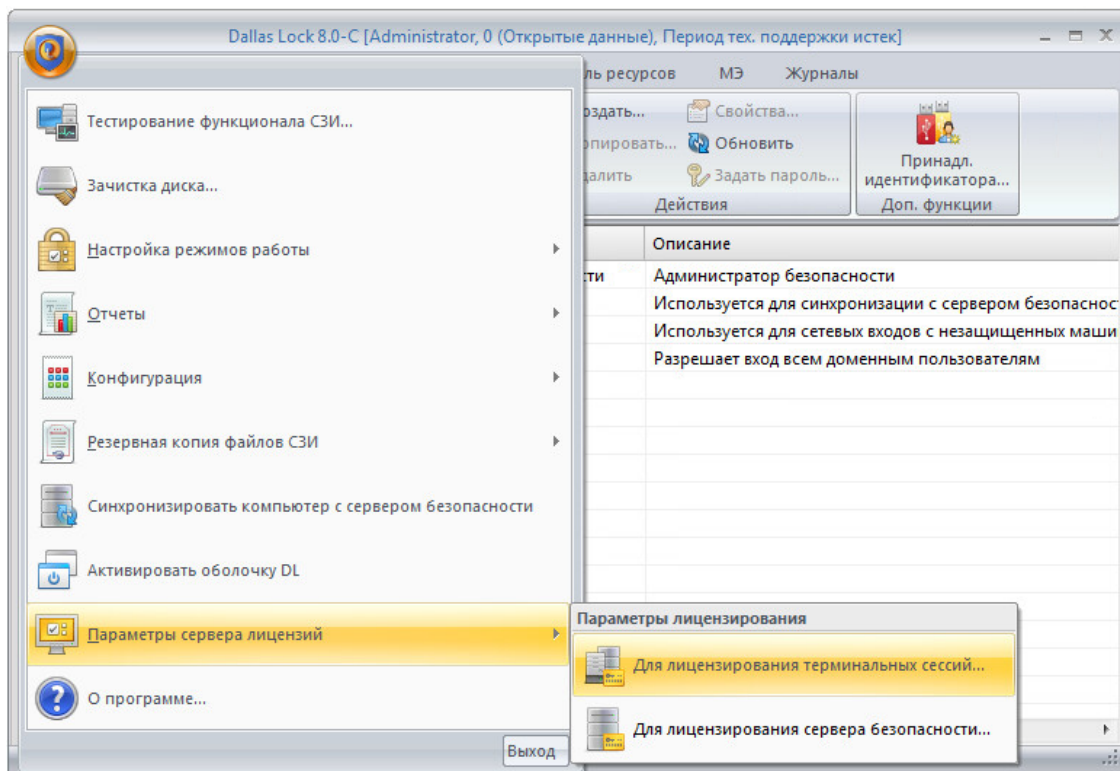 Dallas Lock 8.0-C [Administrator, 0 (Открытые данные), Период тех. поддержки истек]
ль ресурсов МЭ Журналы
Тестирование функционала СЗИ...
Зачистка диска...
Настройка режимов работы
Отчеты
Конфигурация
Резервная копия файлов СЗИ
Синхронизировать компьютер с сервером безопасности
Активировать оболочку DL
Параметры сервера лицензий
О программе...
Выход
оздать... Свойства...
опировать... Обновить
далить Задать пароль...
Действия
Принадл.
идентификатора...
Доп. функции
Описание
сти Администратор безопасности
Используется для синхронизации с сервером безопаснос
Используется для сетевых входов с незащищенных маши
Разрешает вход всем доменным пользователям
Параметры лицензирования
Для лицензирования терминальных сессий...
Для лицензирования сервера безопасности...